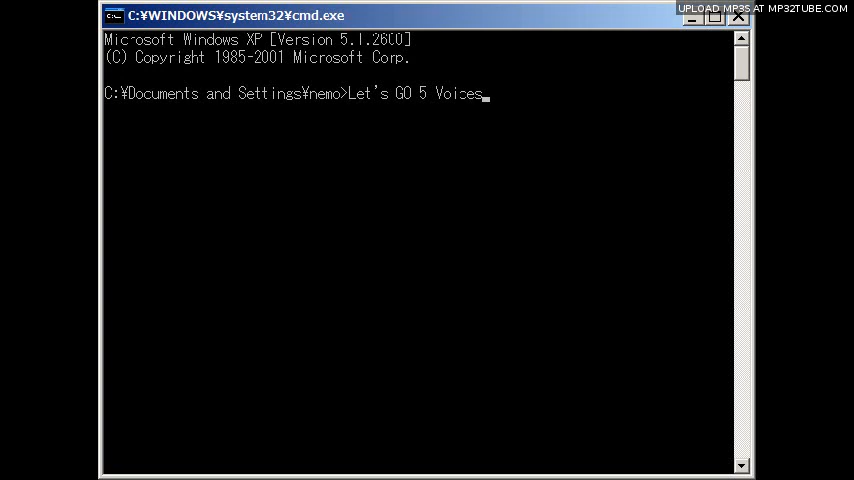 UPLOAD MP3S AT MP32TUBE.COM
C:¥WINDOWS¥system32¥cmd.exe
Microsoft Windows XP [Version 5.1.2600]
(C) Copyright 1985-2001 Microsoft Corp.
C:¥Documents and Settings¥nemo>Let's GO 5 Voices